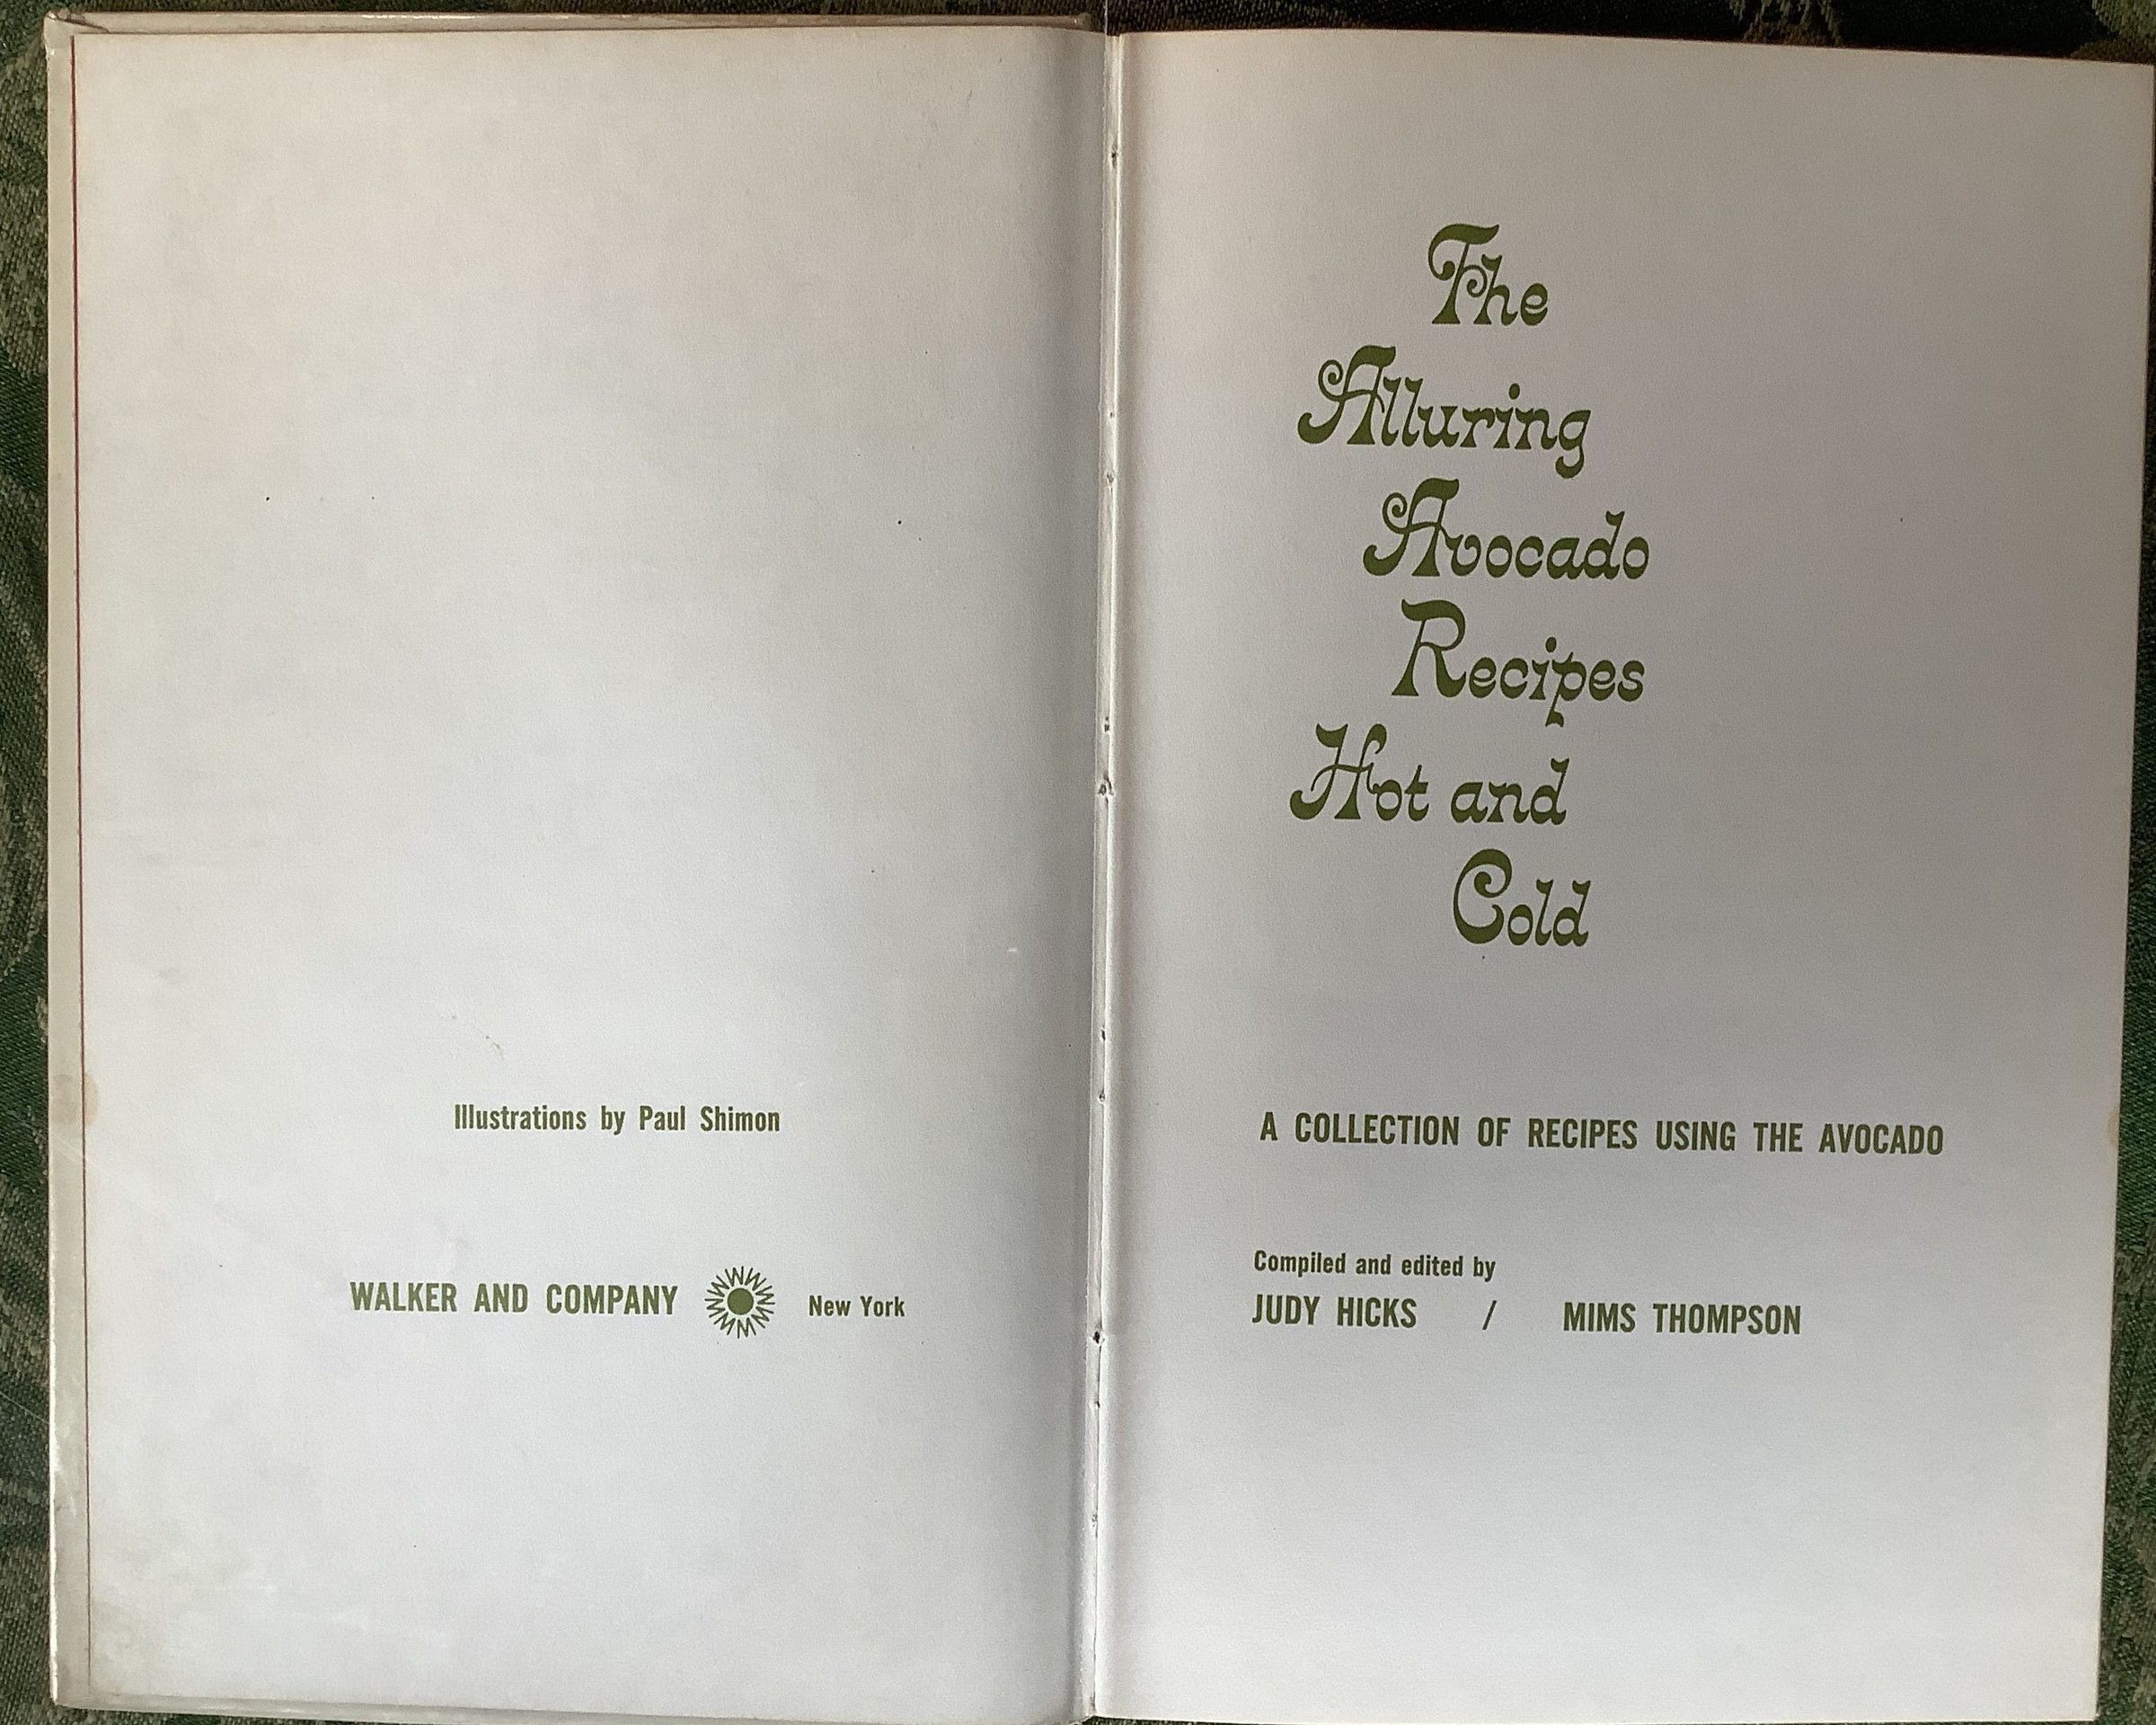 Illustrations by Paul Shimon
WALKER AND COMPANY New York
The
Alluring
Avocado
Recipes
Hot and
Cold
A COLLECTION OF RECIPES USING THE AVOCADO
Compiled and edited by
JUDY HICKS / MIMS THOMPSON